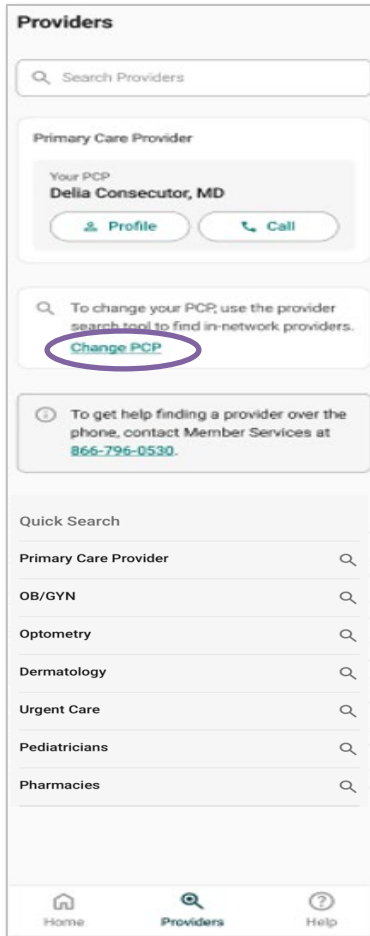 Providers
Search Providers
Primary Care Provider
Your PCP
Delia Consecutor, MD
Profile
Call
To change your PCP, use the provider
search tool to find in-network providers.
Change PCP
To get help finding a provider over the
phone, contact Member Services at
866-796-0530.
Quick Search
Primary Care Provider
OB/GYN
Optometry
Dermatology
Urgent Care
Pediatricians
Pharmacies
Home
Providers
Help